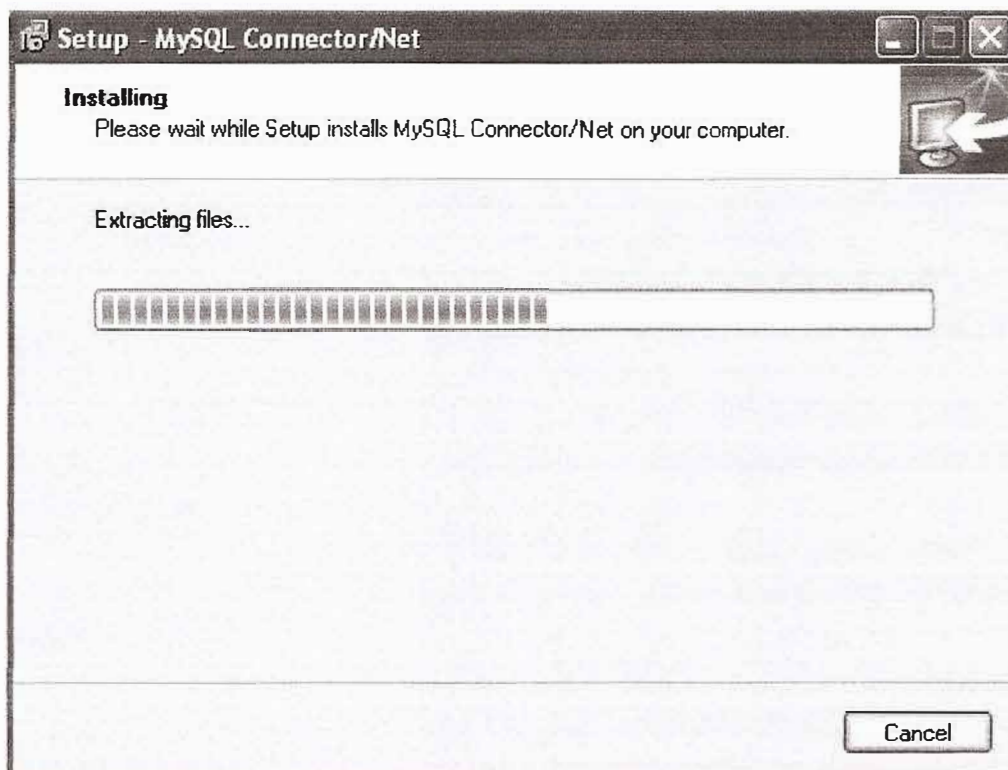 Setup - MySQL Connector/Net
Installing
Please wait while Setup installs MySQL Connector/Net on your computer.
Extracting files...
Cancel